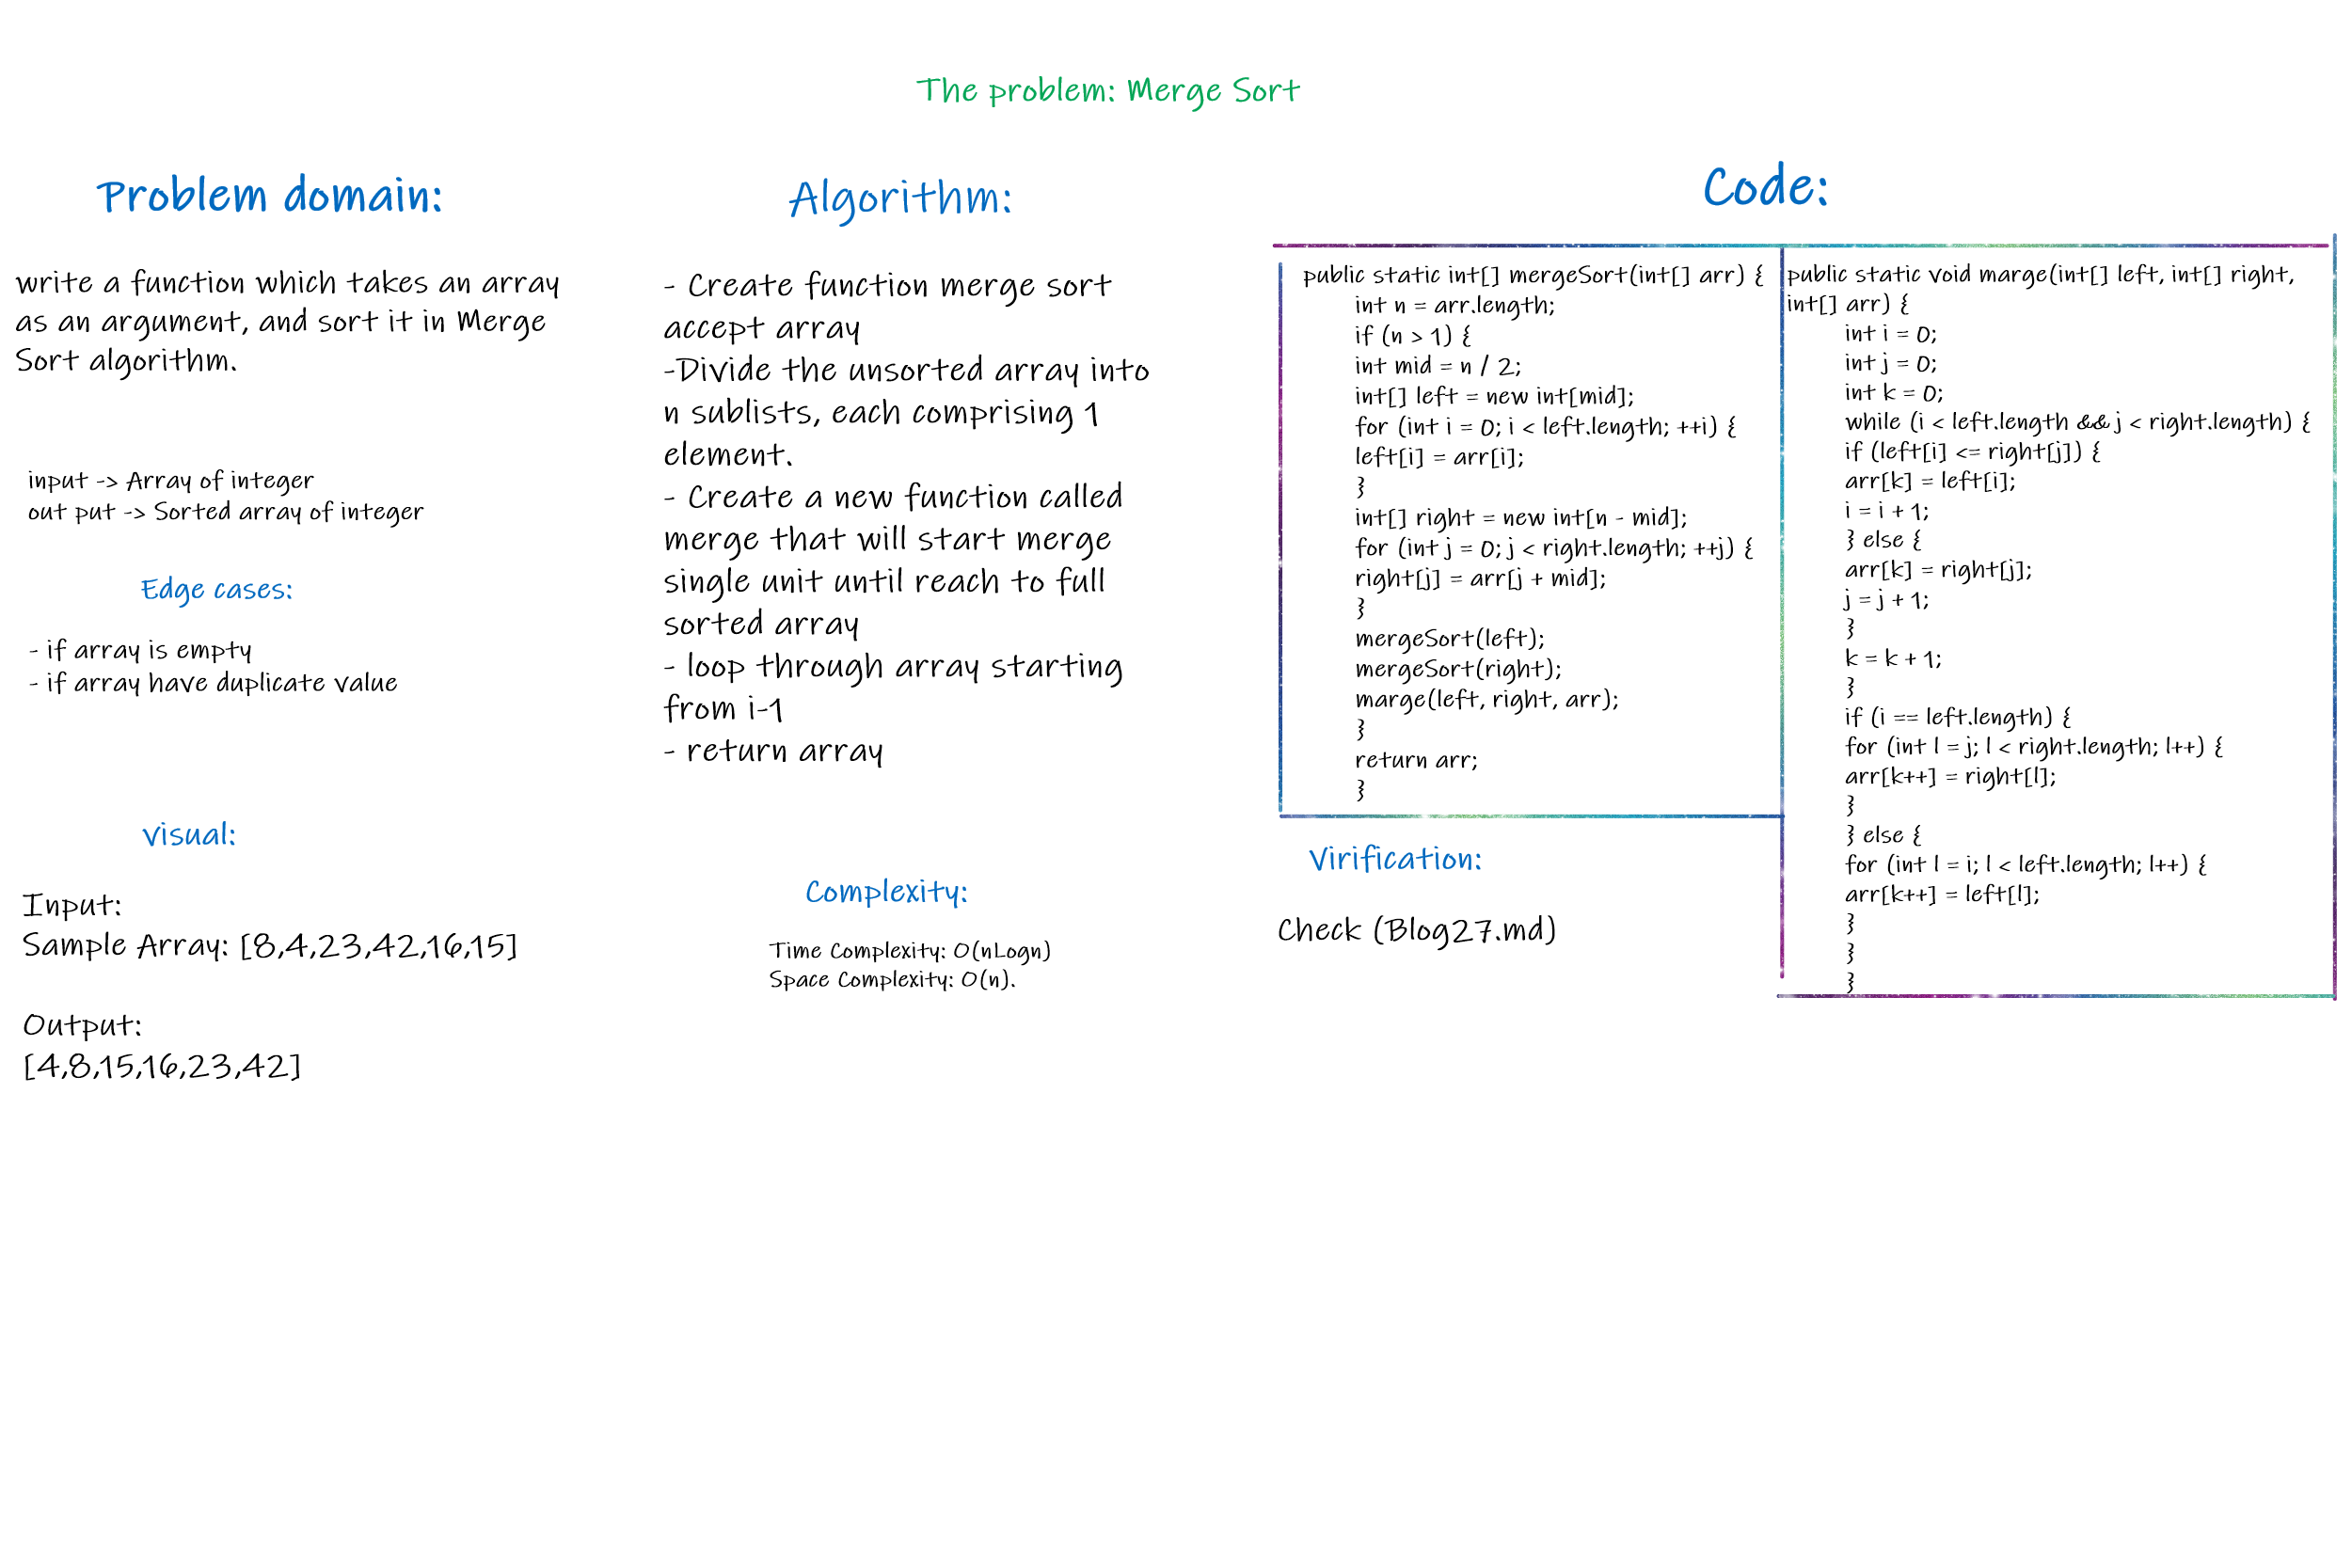 The problem: Merge Sort
Problem domain:
write a function which takes an array
as an argument, and sort it in Merge
Sort algorithm.
input -> Array of integer
out put -> Sorted array of integer
Edge cases:
- if array is empty
- if array have duplicate value
visual:
Input:
Sample Array: [8,4,23,42,16,15]
Output:
[4,8,15,16,23,42]
Algorithm:
- Create function merge sort
accept array
-Divide the unsorted array into
n sublists, each comprising 1
element.
- Create a new function called
merge that will start merge
single unit until reach to full
sorted array
- loop through array starting
from i-1
- return array
Complexity:
Time Complexity: O(nLogn)
Space Complexity: O(n).
Code:
public static int[] mergeSort(int[] arr) {
int n = arr.length;
if (n > 1) {
int mid = n / 2;
int[] left = new int[mid];
for (int i = 0; i < left.length; ++i) {
left[i] = arr[i];
}
int[] right = new int[n - mid];
for (int j = 0; j < right.length; ++j) {
right[j] = arr[j + mid];
}
mergeSort(left);
mergeSort(right);
marge(left, right, arr);
}
return arr;
}
Virification:
Check (Blog27.md)
public static void marge(int[] left, int[] right,
int[] arr) {
int i = 0;
int j = 0;
int k = 0;
while (i < left.length && j < right.length) {
if (left[i] <= right[j]) {
arr[k] = left[i];
i = i + 1;
} else {
arr[k] = right[j];
j = j + 1;
}
k = k + 1;
}
if (i == left.length) {
for (int l = j; l < right.length; l++) {
arr[k++] = right[l];
}
} else {
for (int l = i; l < left.length; l++) {
arr[k++] = left[l];
}
}
}